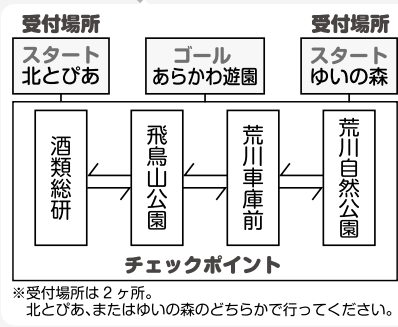 受付場所
受付場所
スタート
北とぴあ
ゴール
あらかわ遊園
スタート
ゆいの森
酒類総研
飛鳥山公園
荒川車庫前
荒川自然公園
チェックポイント
※受付場所は2ヶ所。
北とぴあ、またはゆいの森のどちらかで行ってください。